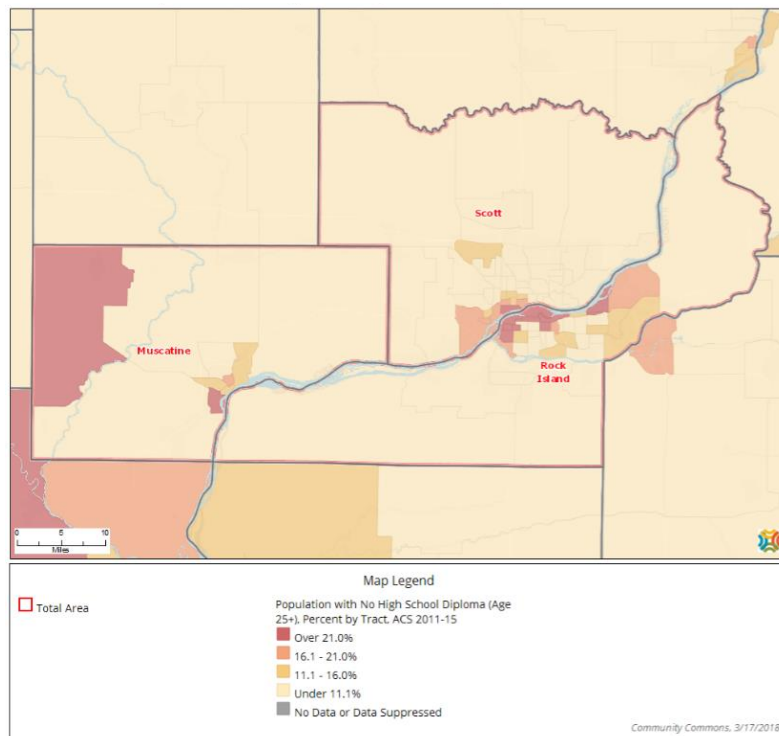 Scott
Muscatine
Rock
Island
0 5 10
Miles
Map Legend
Total Area
Population with No High School Diploma (Age
25+), Percent by Tract, ACS 2011-15
Over 21.0%
16.1 - 21.0%
11.1 - 16.0%
Under 11.1%
No Data or Data Suppressed
Community Commons, 3/17/2018